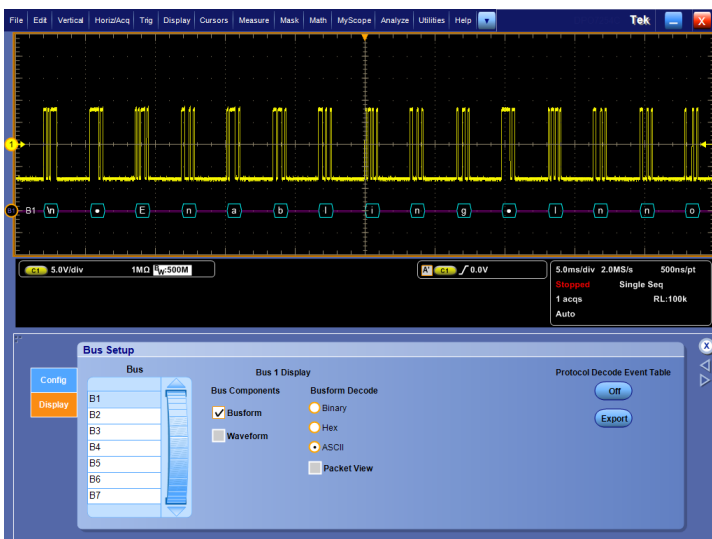 File Edit Vertical Horiz/Acq Trig Display Cursors Measure Mask Math MyScope Analyze Utilities Help Tek X
1
B1 B1 \n • E n a b l i n g • I n n o
C1 5.0V/div 1MΩ BW:500M
A' C1 / 0.0V
5.0ms/div 2.0MS/s 500ns/pt
Stopped Single Seq
1 acqs RL:100k
Auto
Bus Setup
X
Config
Display
Bus
B1
B2
B3
B4
B5
B6
B7
Bus 1 Display
Bus Components
Busform
Waveform
Busform Decode
Binary
Hex
ASCII
Packet View
Protocol Decode Event Table
Off
Export